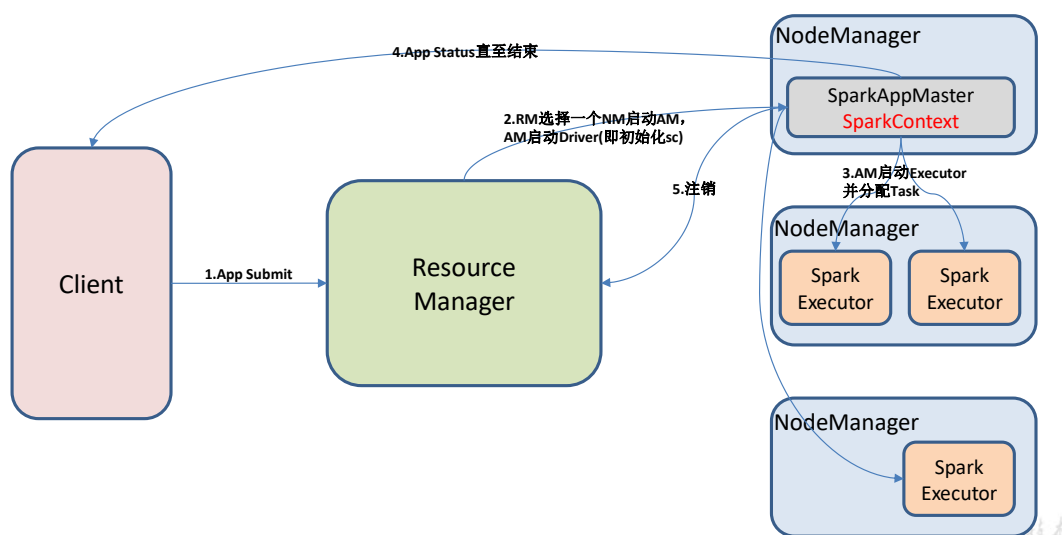 NodeManager
4.App Status直至结束
SparkAppMaster
SparkContext
2.RM选择一个NM启动AM，
AM启动Driver(即初始化sc)
3.AM启动Executor
并分配Task
5.注销
NodeManager
Client
1.App Submit
Resource
Manager
Spark
Executor
Spark
Executor
NodeManager
Spark
Executor